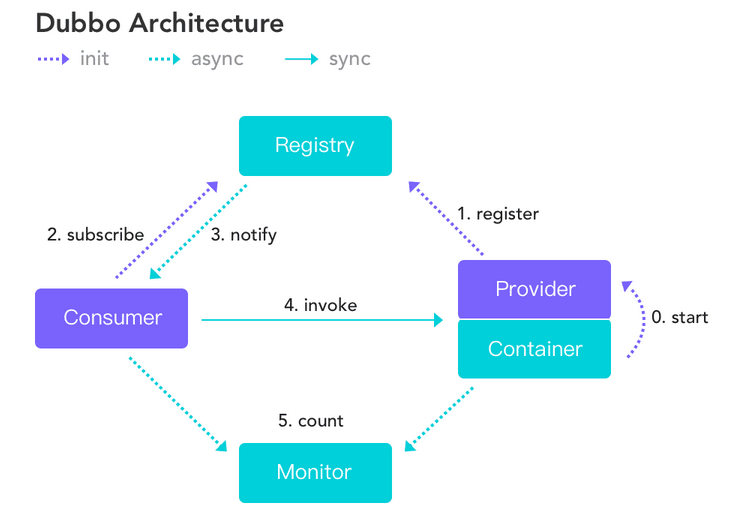 Dubbo Architecture
init async sync
Registry
1. register
2. subscribe
3. notify
Provider
Consumer
4. invoke
0. start
Container
5. count
Monitor